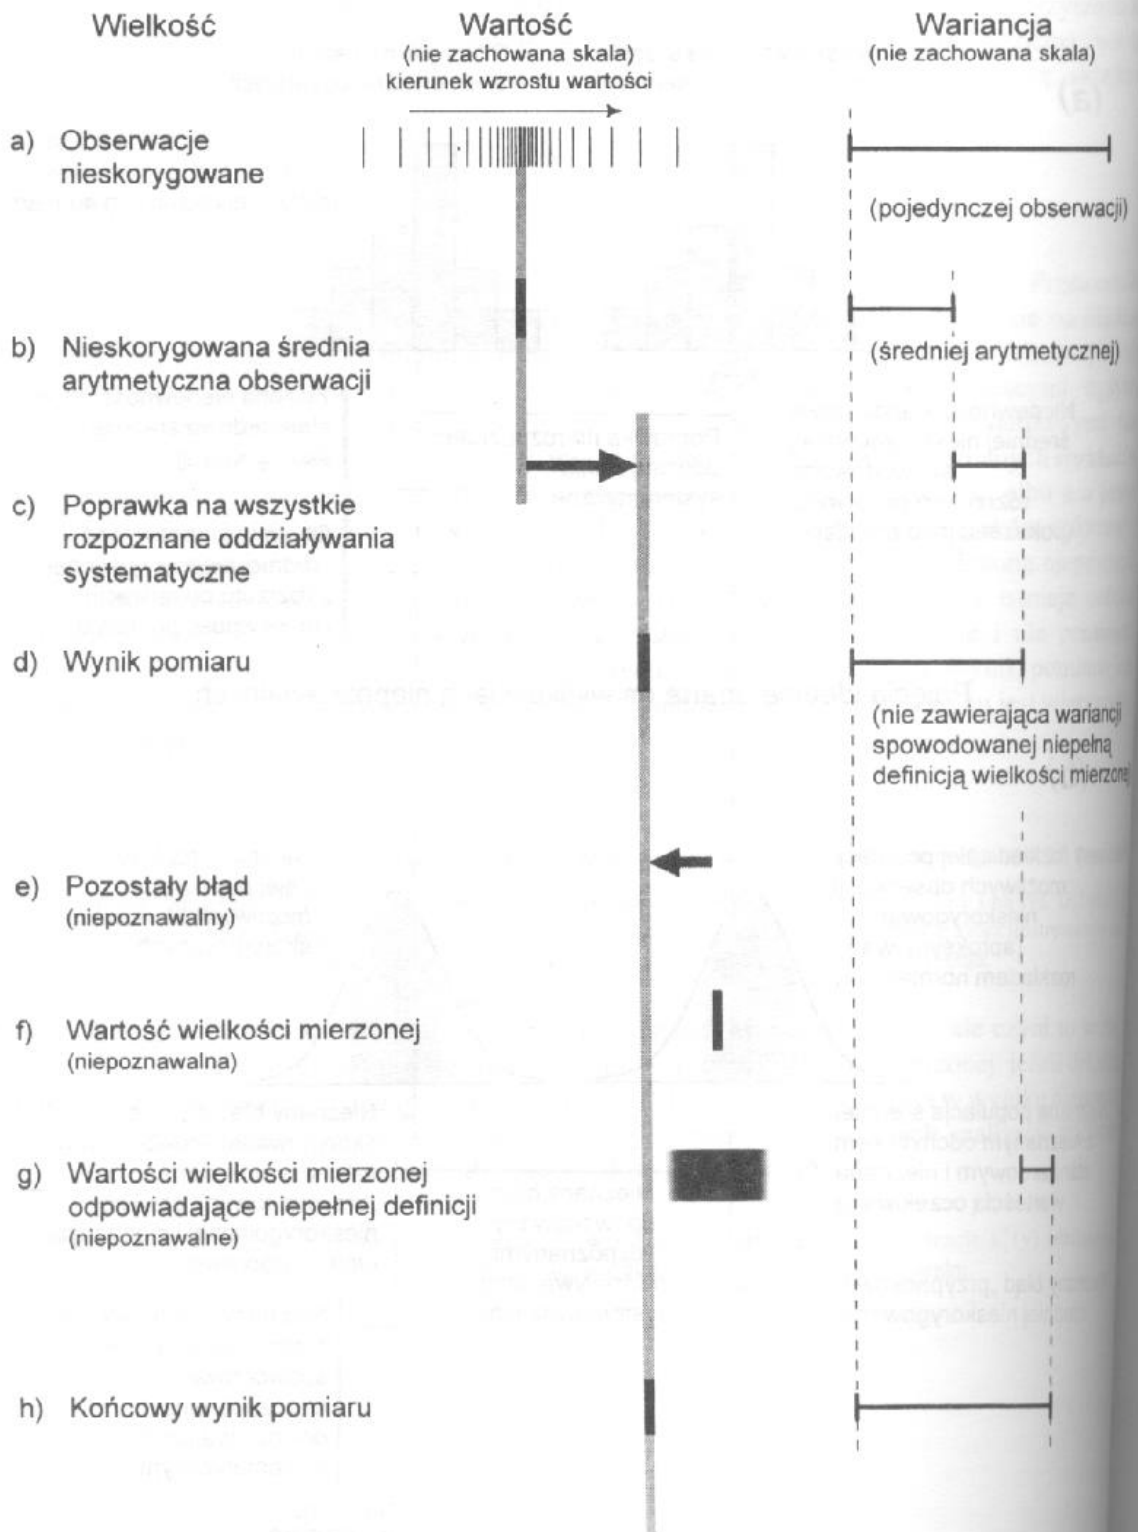 Wielkość
Wartość
(nie zachowana skala)
kierunek wzrostu wartości
Wariancja
(nie zachowana skala)
a) Obserwacje
nieskorygowane
(pojedynczej obserwacji)
b) Nieskorygowana średnia
arytmetyczna obserwacji
(średniej arytmetycznej)
c) Poprawka na wszystkie
rozpoznane oddziaływania
systematyczne
d) Wynik pomiaru
(nie zawierająca wariancji
spowodowanej niepełną
definicją wielkości mierzonej
e) Pozostały błąd
(niepoznawalny)
f) Wartość wielkości mierzonej
(niepoznawalna)
g) Wartości wielkości mierzonej
odpowiadające niepełnej definicji
(niepoznawalne)
h) Końcowy wynik pomiaru